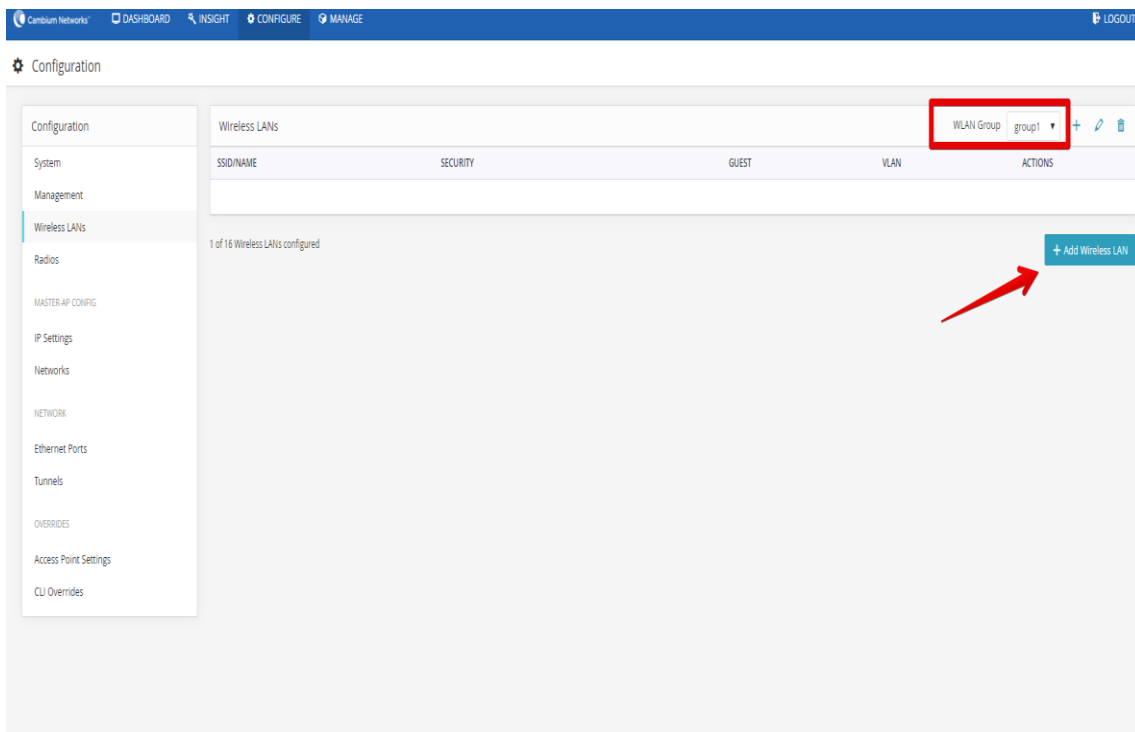 Cambium Networks™ DASHBOARD INSIGHT CONFIGURE MANAGE LOGOUT
Configuration
Configuration
System
Management
Wireless LANs
Radios
MASTER-AP CONFIG
IP Settings
Networks
NETWORK
Ethernet Ports
Tunnels
OVERRIDES
Access Point Settings
CLI Overrides
Wireless LANs WLAN Group group1
SSID/NAME SECURITY GUEST VLAN ACTIONS
1 of 16 Wireless LANs configured
+ Add Wireless LAN